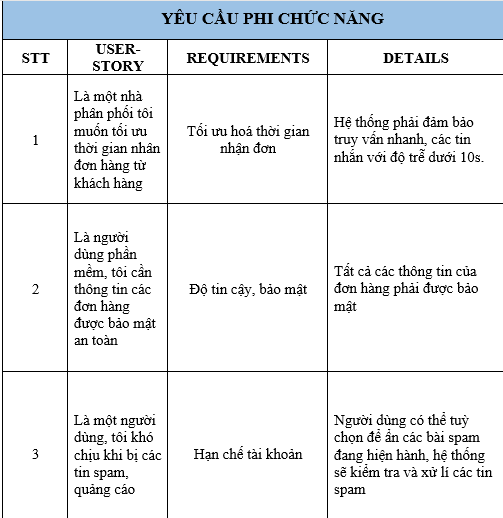 YÊU CẦU PHI CHỨC NĂNG
STT
USER-
STORY
REQUIREMENTS
DETAILS
1
Là một nhà
phân phối tôi
muốn tối ưu
thời gian nhân
đơn hàng từ
khách hàng
Tối ưu hoá thời gian
nhận đơn
Hệ thống phải đảm bảo
truy vấn nhanh, các tin
nhắn với độ trễ dưới 10s.
2
Là người
dùng phần
mềm, tôi cần
thông tin các
đơn hàng
được bảo mật
an toàn
Độ tin cậy, bảo mật
Tất cả các thông tin của
đơn hàng phải được bảo
mật
3
Là một người
dùng, tôi khó
chịu khi bị các
tin spam,
quảng cáo
Hạn chế tài khoản
Người dùng có thể tuỳ
chọn để ẩn các bài spam
đang hiện hành, hệ thống
sẽ kiểm tra và xử lí các tin
spam